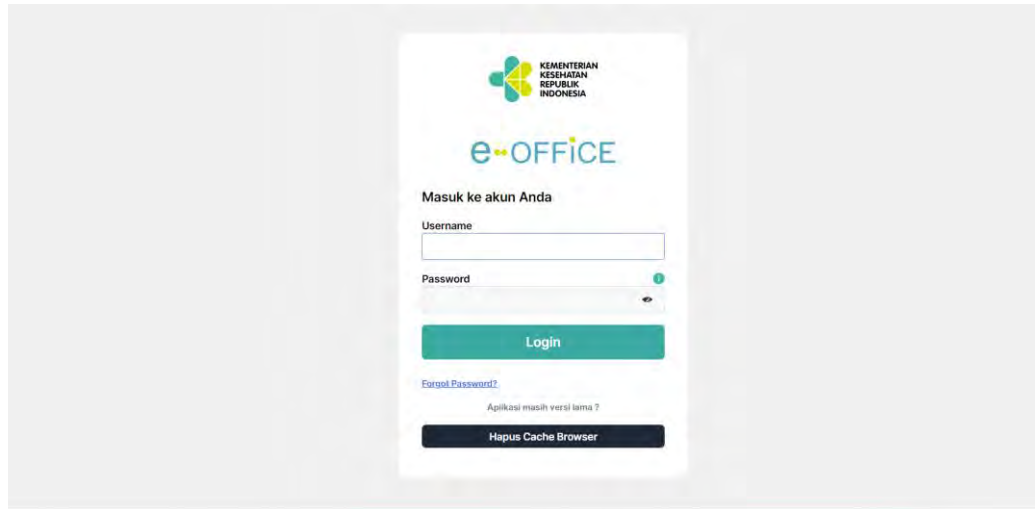 KEMENTERIAN
KESEHATAN
REPUBLIK
INDONESIA
e-OFFiCE
Masuk ke akun Anda
Username
Password
Login
Forgot Password?
Aplikasi masih versi lama ?
Hapus Cache Browser